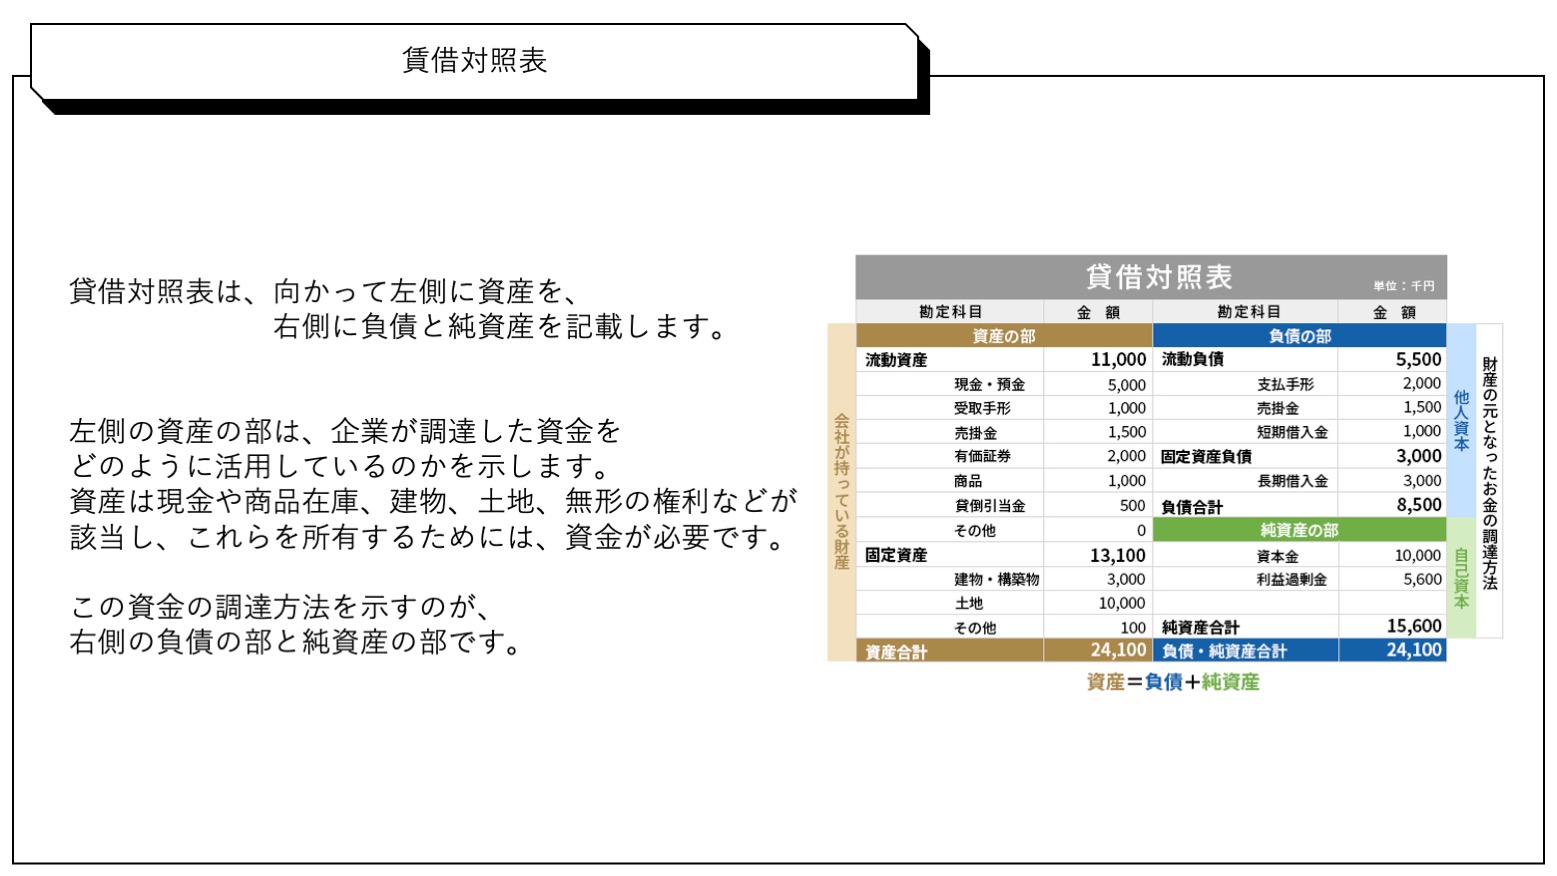 賃借対照表
貸借対照表は、向かって左側に資産を、
右側に負債と純資産を記載します。
左側の資産の部は、企業が調達した資金を
どのように活用しているのかを示します。
資産は現金や商品在庫、建物、土地、無形の権利などが
該当し、これらを所有するためには、資金が必要です。
この資金の調達方法を示すのが、
右側の負債の部と純資産の部です。
貸借対照表
単位：千円
勘定科目 金 額 勘定科目 金 額
資産の部 負債の部
流動資産 11,000 流動負債 5,500
現金・預金 5,000 支払手形 2,000
受取手形 1,000 売掛金 1,500
売掛金 1,500 短期借入金 1,000
有価証券 2,000 固定資産負債 3,000
商品 1,000 長期借入金 3,000
貸倒引当金 500 負債合計 8,500
その他 0 純資産の部
固定資産 13,100 資本金 10,000
建物・構築物 3,000 利益過剰金 5,600
土地 10,000
その他 100 純資産合計 15,600
資産合計 24,100 負債・純資産合計 24,100
会社が持っている財産
他人資本
自己資本
財産の元となったお金の調達方法
資産＝負債＋純資産